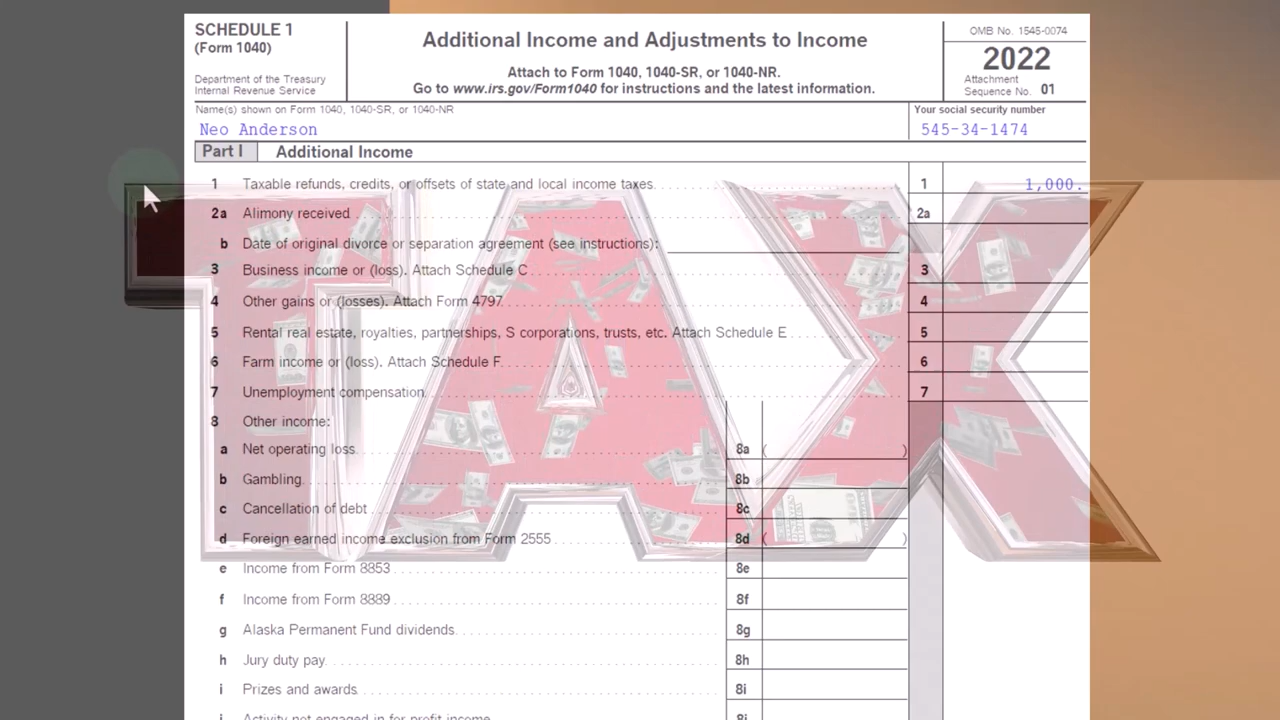 SCHEDULE 1
(Form 1040)
Department of the Treasury
Internal Revenue Service
Additional Income and Adjustments to Income
Attach to Form 1040, 1040-SR, or 1040-NR.
Go to www.irs.gov/Form1040 for instructions and the latest information.
OMB No. 1545-0074
2022
Attachment
Sequence No. 01
Name(s) shown on Form 1040, 1040-SR, or 1040-NR
Your social security number
Neo Anderson
545-34-1474
Part I Additional Income
1 Taxable refunds, credits, or offsets of state and local income taxes 1 1,000.
2a Alimony received 2a
b Date of original divorce or separation agreement (see instructions):
3 Business income or (loss). Attach Schedule C 3
4 Other gains or (losses). Attach Form 4797 4
5 Rental real estate, royalties, partnerships, S corporations, trusts, etc. Attach Schedule E 5
6 Farm income or (loss). Attach Schedule F 6
7 Unemployment compensation 7
8 Other income:
a Net operating loss 8a ( )
b Gambling 8b
c Cancellation of debt 8c
d Foreign earned income exclusion from Form 2555 8d ( )
e Income from Form 8853 8e
f Income from Form 8889 8f
g Alaska Permanent Fund dividends 8g
h Jury duty pay 8h
i Prizes and awards 8i
j Activity not engaged in for profit income 8j
TAX